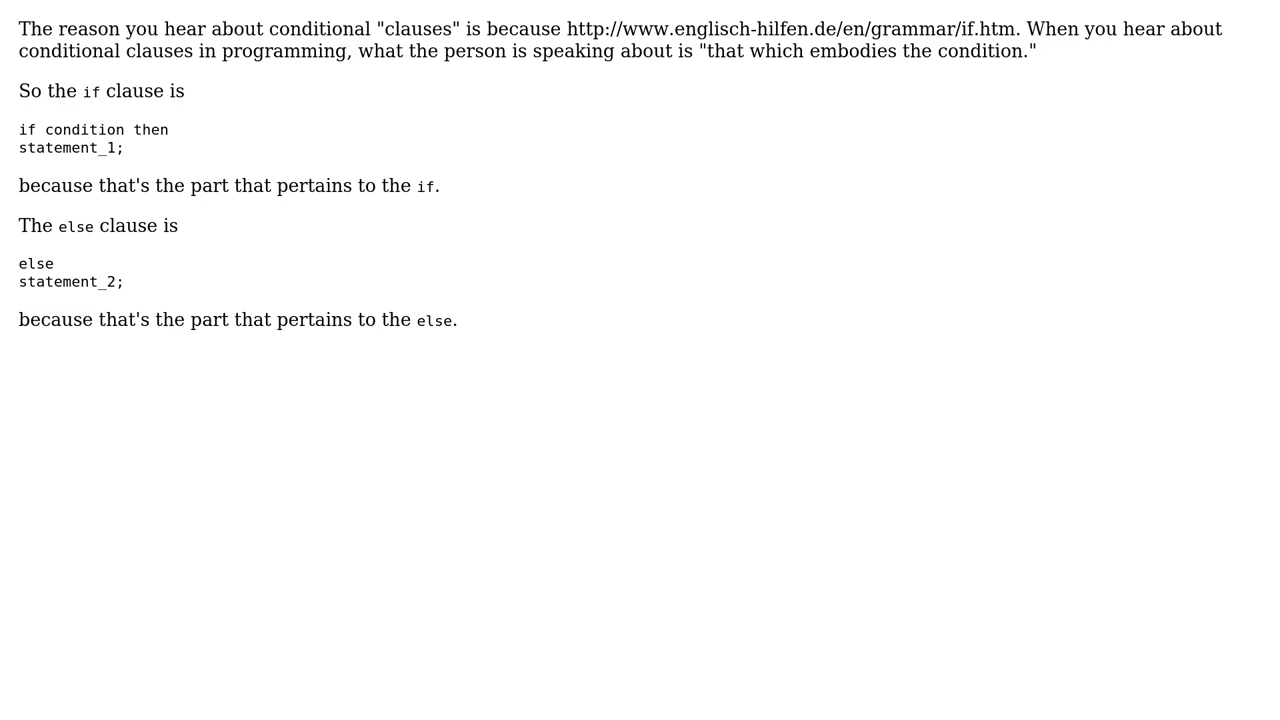 The reason you hear about conditional "clauses" is because http://www.englisch-hilfen.de/en/grammar/if.htm. When you hear about
conditional clauses in programming, what the person is speaking about is "that which embodies the condition."
So the if clause is
if condition then
statement_1;
because that's the part that pertains to the if.
The else clause is
else
statement_2;
because that's the part that pertains to the else.